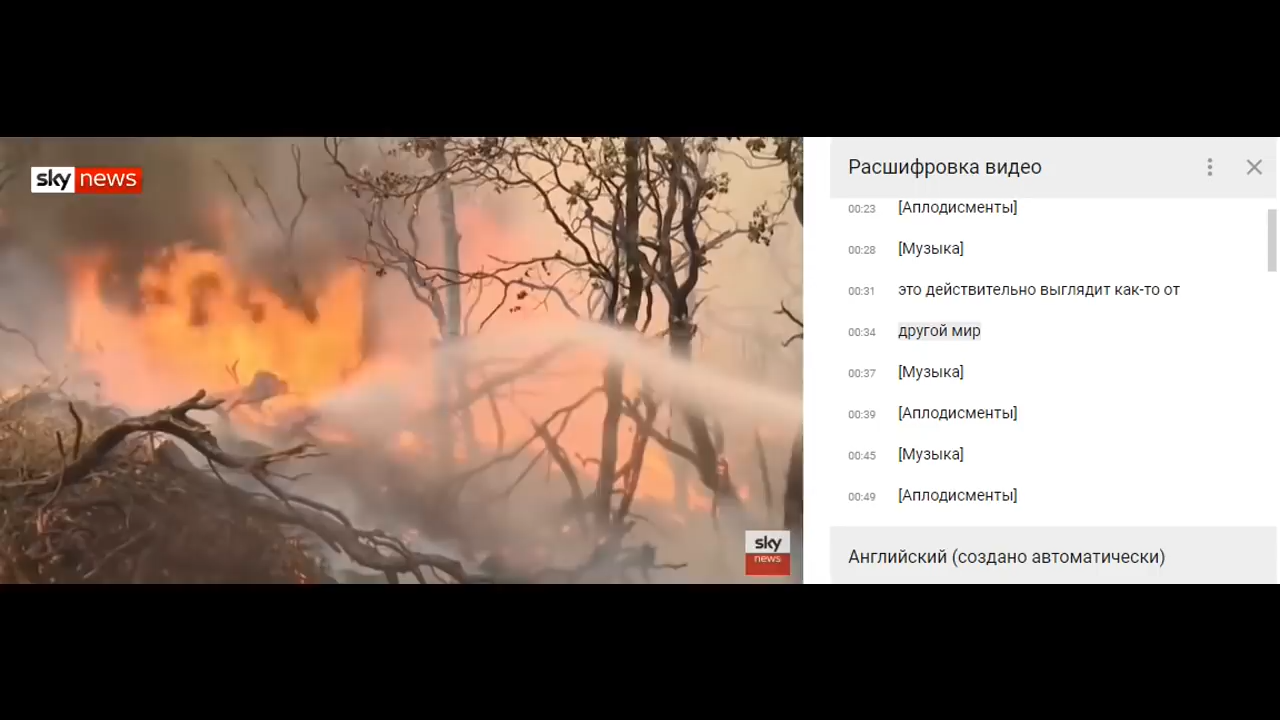 sky news
sky
news
Расшифровка видео
00:23 [Аплодисменты]
00:28 [Музыка]
00:31 это действительно выглядит как-то от
00:34 другой мир
00:37 [Музыка]
00:39 [Аплодисменты]
00:45 [Музыка]
00:49 [Аплодисменты]
Английский (создано автоматически)